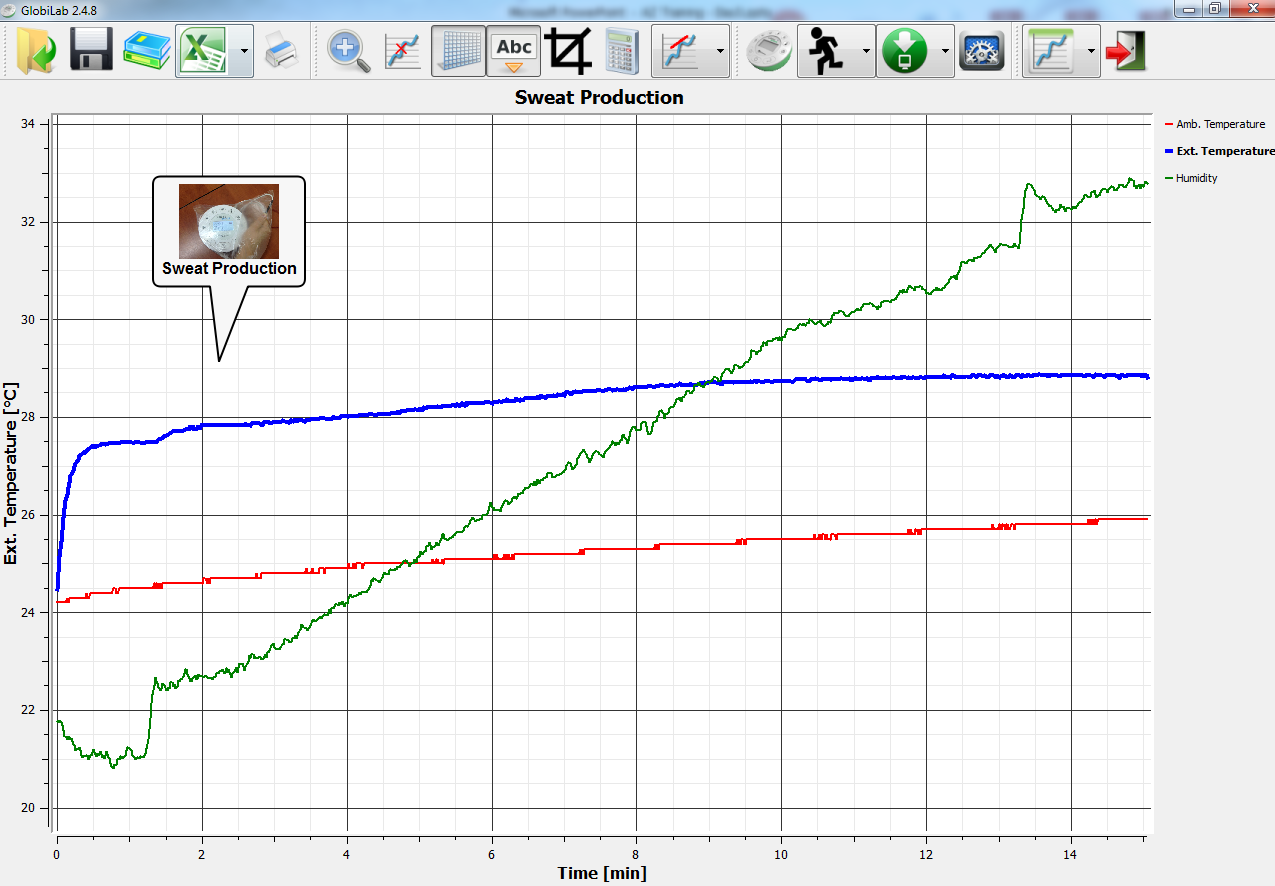 GlobiLab 2.4.8
Abc
Sweat Production
34
32
30
28
26
24
22
20
Ext. Temperature [°C]
Sweat Production
Amb. Temperature
Ext. Temperature
Humidity
0 2 4 6 8 10 12 14
Time [min]